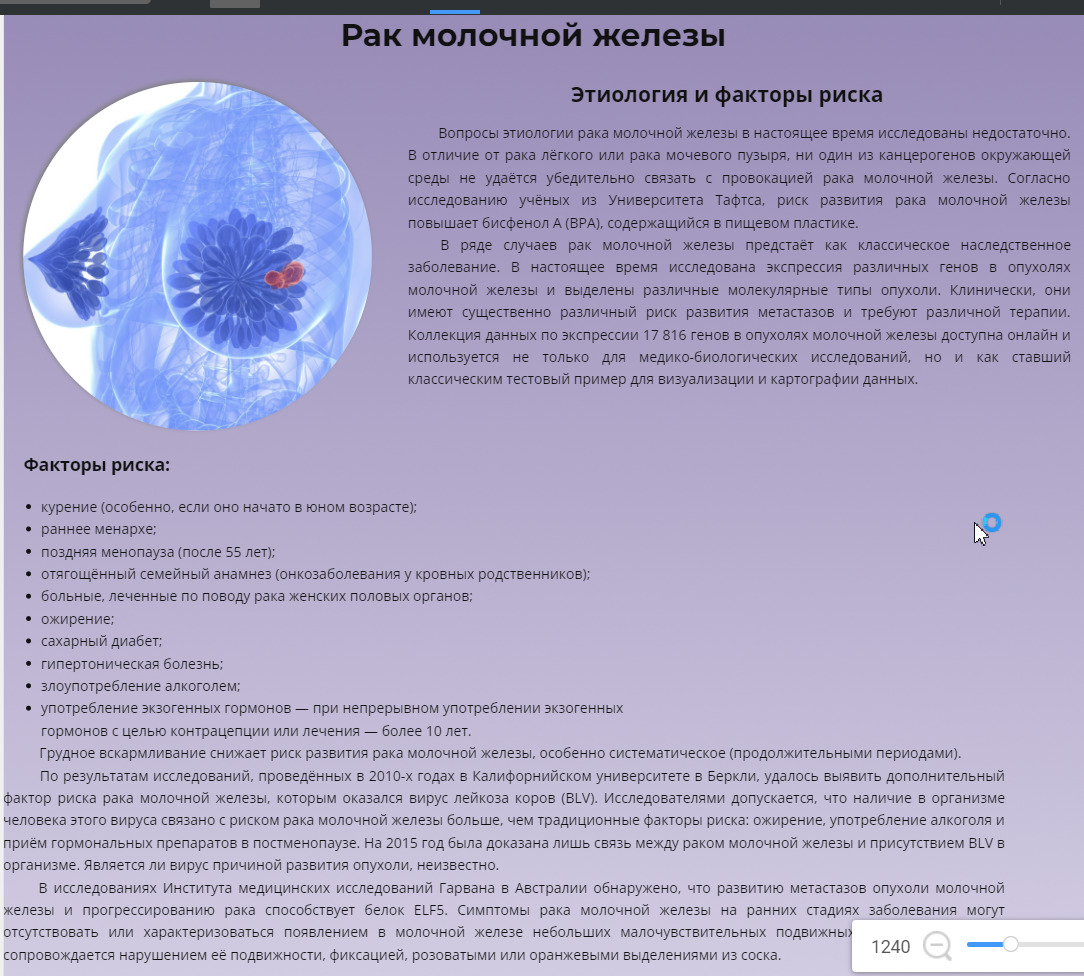 Рак молочной железы
Этиология и факторы риска
Вопросы этиологии рака молочной железы в настоящее время исследованы недостаточно.
В отличие от рака лёгкого или рака мочевого пузыря, ни один из канцерогенов окружающей
среды не удаётся убедительно связать с провокацией рака молочной железы. Согласно
исследованию учёных из Университета Тафтса, риск развития рака молочной железы
повышает бисфенол А (BPA), содержащийся в пищевом пластике.
В ряде случаев рак молочной железы предстаёт как классическое наследственное
заболевание. В настоящее время исследована экспрессия различных генов в опухолях
молочной железы и выделены различные молекулярные типы опухоли. Клинически, они
имеют существенно различный риск развития метастазов и требуют различной терапии.
Коллекция данных по экспрессии 17 816 генов в опухолях молочной железы доступна онлайн и
используется не только для медико-биологических исследований, но и как ставший
классическим тестовый пример для визуализации и картографии данных.
Факторы риска:
• курение (особенно, если оно начато в юном возрасте);
• раннее менархе;
• поздняя менопауза (после 55 лет);
• отягощённый семейный анамнез (онкозаболевания у кровных родственников);
• больные, леченные по поводу рака женских половых органов;
• ожирение;
• сахарный диабет;
• гипертоническая болезнь;
• злоупотребление алкоголем;
• употребление экзогенных гормонов — при непрерывном употреблении экзогенных
гормонов с целью контрацепции или лечения — более 10 лет.
Грудное вскармливание снижает риск развития рака молочной железы, особенно систематическое (продолжительными периодами).
По результатам исследований, проведённых в 2010-х годах в Калифорнийском университете в Беркли, удалось выявить дополнительный
фактор риска рака молочной железы, которым оказался вирус лейкоза коров (BLV). Исследователями допускается, что наличие в организме
человека этого вируса связано с риском рака молочной железы больше, чем традиционные факторы риска: ожирение, употребление алкоголя и
приём гормональных препаратов в постменопаузе. На 2015 год была доказана лишь связь между раком молочной железы и присутствием BLV в
организме. Является ли вирус причиной развития опухоли, неизвестно.
В исследованиях Института медицинских исследований Гарвана в Австралии обнаружено, что развитию метастазов опухоли молочной
железы и прогрессированию рака способствует белок ELF5. Симптомы рака молочной железы на ранних стадиях заболевания могут
отсутствовать или характеризоваться появлением в молочной железе небольших малочувствительных подвижных
сопровождается нарушением её подвижности, фиксацией, розоватыми или оранжевыми выделениями из соска.
1240